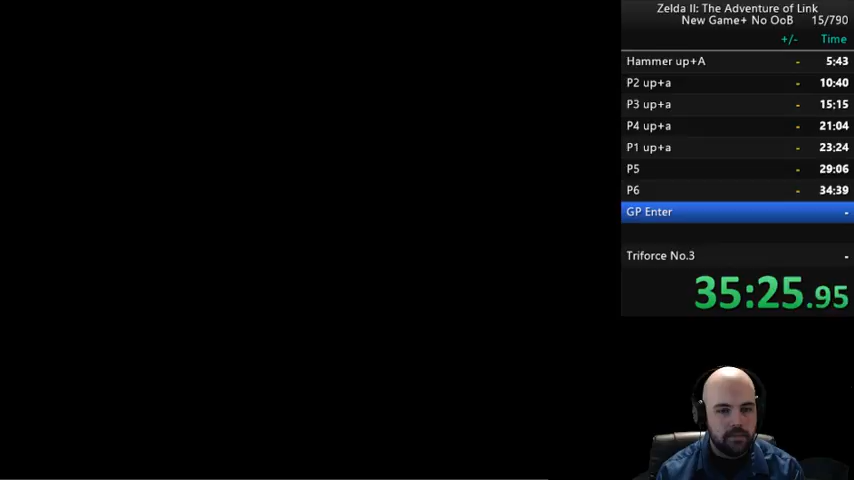 Zelda II: The Adventure of Link
New Game+ No OoB 15/790
+/- Time
Hammer up+A - 5:43
P2 up+a - 10:40
P3 up+a - 15:15
P4 up+a - 21:04
P1 up+a - 23:24
P5 - 29:06
P6 - 34:39
GP Enter -
Triforce No.3 -
35:25.95